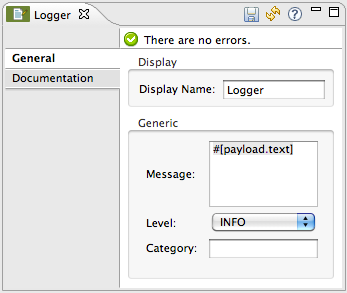 Logger
There are no errors.
General
Documentation
Display
Display Name: Logger
Generic
Message: #[payload.text]
Level: INFO
Category: